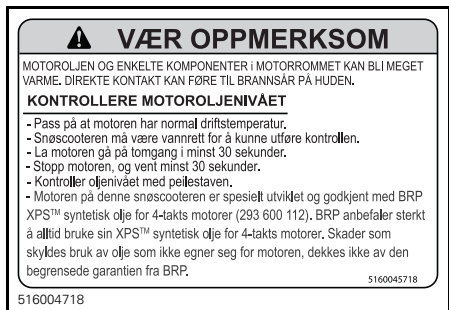 VÆR OPPMERKSOM
MOTOROLJEN OG ENKELTE KOMPONENTER i MOTORROMMET KAN BLI MEGET
VARME. DIREKTE KONTAKT KAN FØRE TIL BRANNSÅR PÅ HUDEN.
KONTROLLERE MOTOROLJENIVÅET
- Pass på at motoren har normal driftstemperatur.
- Snøscooteren må være vannrett for å kunne utføre kontrollen.
- La motoren gå på tomgang i minst 30 sekunder.
- Stopp motoren, og vent minst 30 sekunder.
- Kontroller oljenivået med peilestaven.
- Motoren på denne snøscooteren er spesielt utviklet og godkjent med BRP
XPS™ syntetisk olje for 4-takts motorer (293 600 112). BRP anbefaler sterkt
å alltid bruke sin XPS™ syntetisk olje for 4-takts motorer. Skader som
skyldes bruk av olje som ikke egner seg for motoren, dekkes ikke av den
begrensede garantien fra BRP.
5160045718
516004718